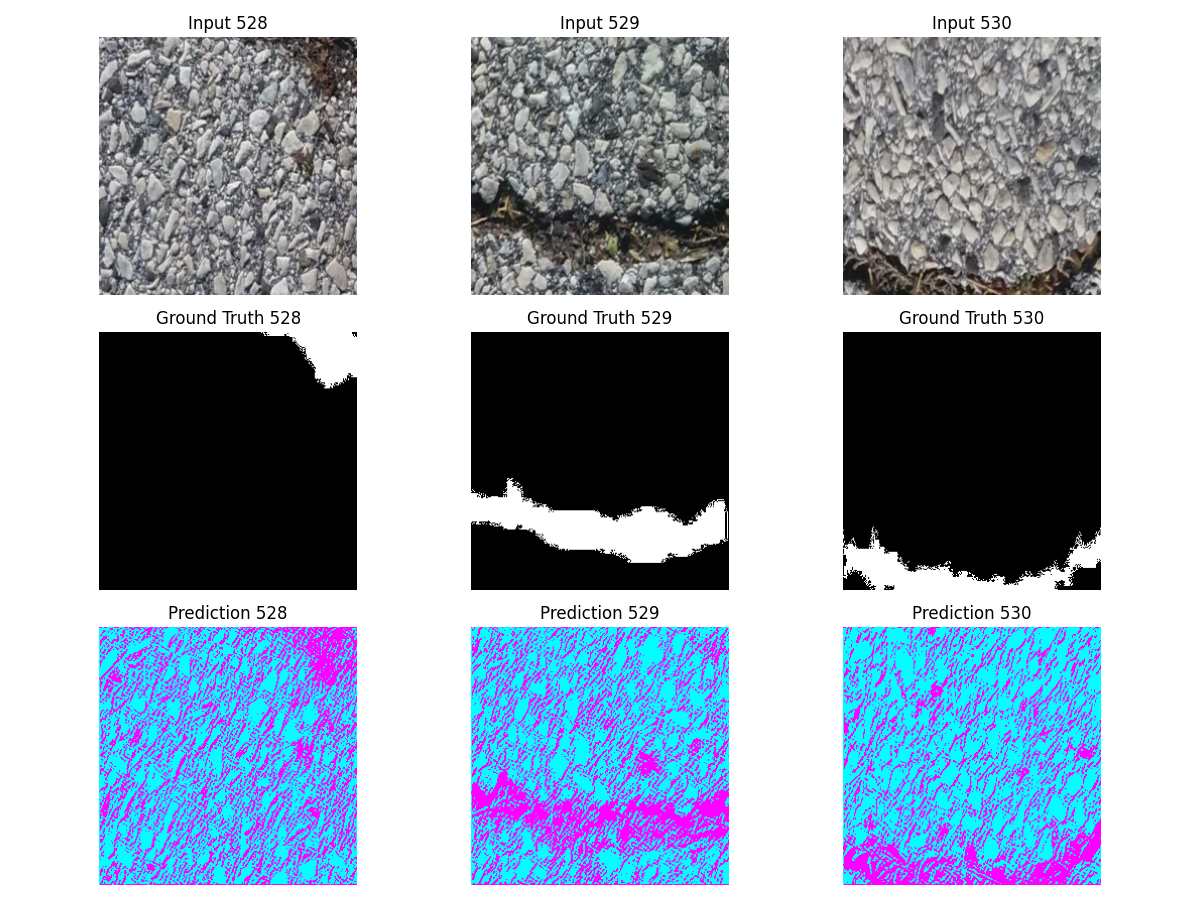 Input 528
Input 529
Input 530
Ground Truth 528
Ground Truth 529
Ground Truth 530
Prediction 528
Prediction 529
Prediction 530